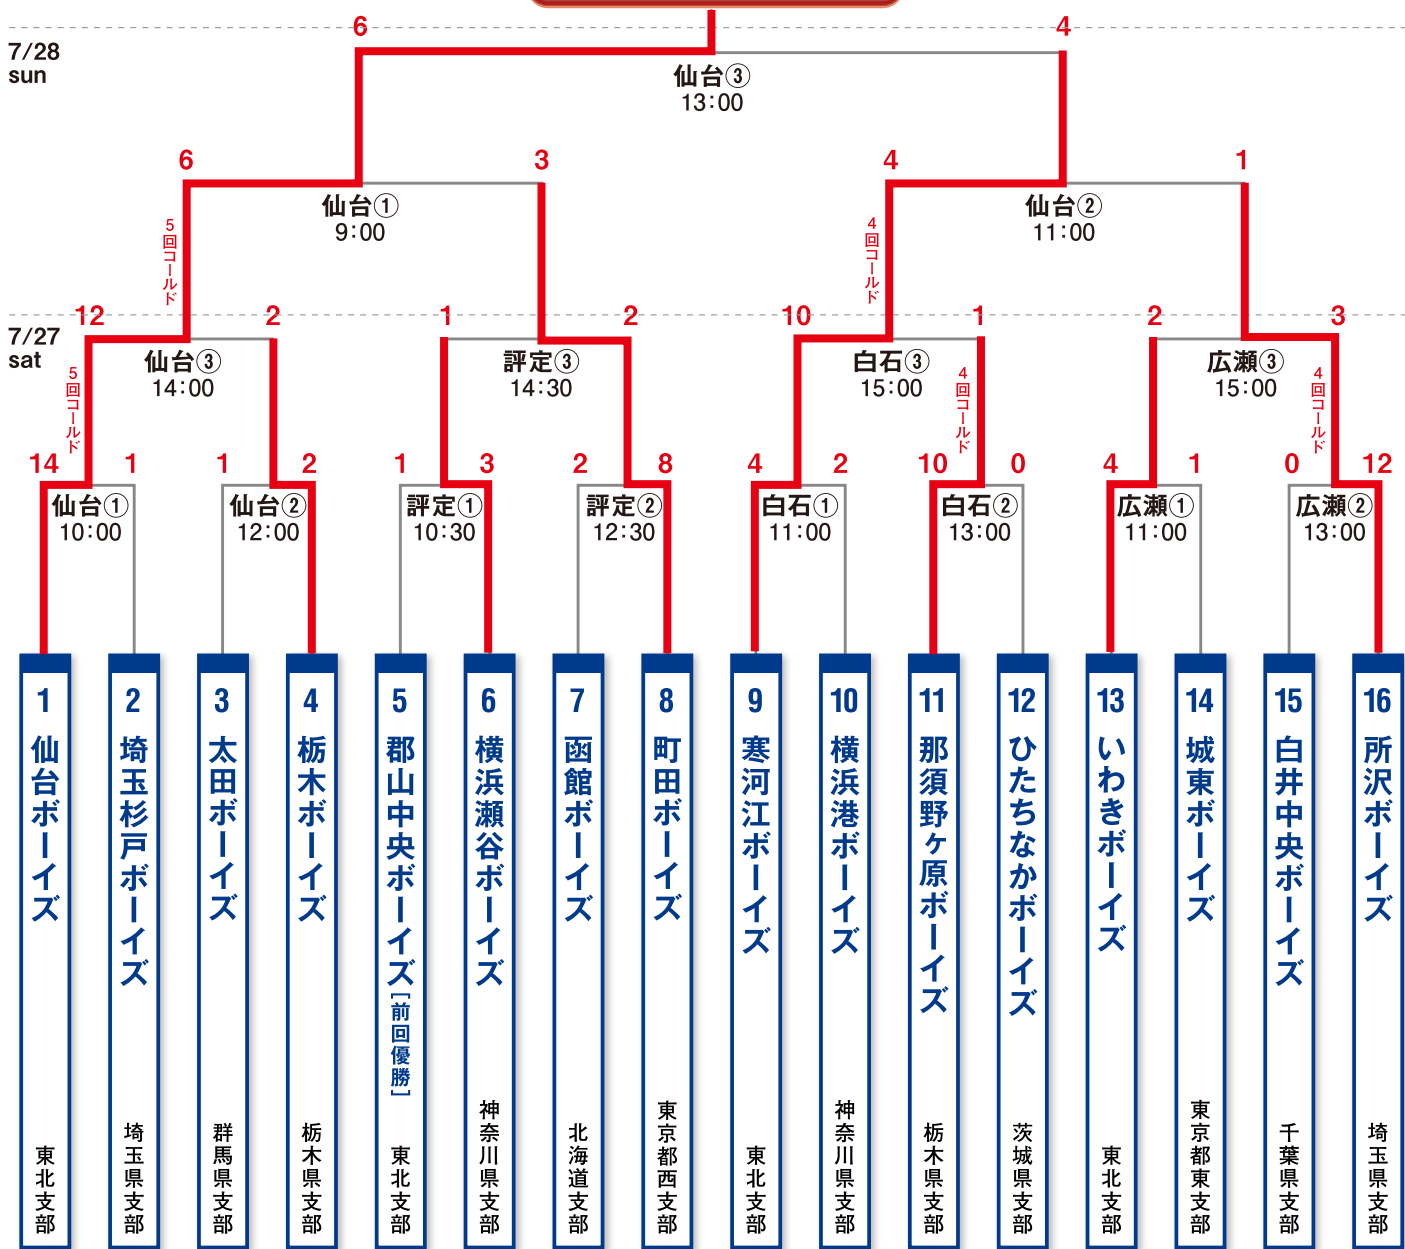 6
4
7/28
sun
仙台③
13:00
6
3
4
1
仙台①
9:00
仙台②
11:00
5回コールド
4回コールド
12
2
1
2
10
1
2
3
7/27
sat
仙台③
14:00
評定③
14:30
白石③
15:00
広瀬③
15:00
5回コールド
4回コールド
4回コールド
14
1
1
2
1
3
2
8
4
2
10
0
4
1
0
12
仙台①
10:00
仙台②
12:00
評定①
10:30
評定②
12:30
白石①
11:00
白石②
13:00
広瀬①
11:00
広瀬②
13:00
1
仙台ボーイズ
東北支部
2
埼玉杉戸ボーイズ
埼玉県支部
3
太田ボーイズ
群馬県支部
4
栃木ボーイズ
栃木県支部
5
郡山中央ボーイズ[前回優勝]
東北支部
6
横浜瀬谷ボーイズ
神奈川県支部
7
函館ボーイズ
北海道支部
8
町田ボーイズ
東京都西支部
9
寒河江ボーイズ
東北支部
10
横浜港ボーイズ
神奈川県支部
11
那須野ヶ原ボーイズ
栃木県支部
12
ひたちなかボーイズ
茨城県支部
13
いわきボーイズ
東北支部
14
城東ボーイズ
東京都東支部
15
白井中央ボーイズ
千葉県支部
16
所沢ボーイズ
埼玉県支部